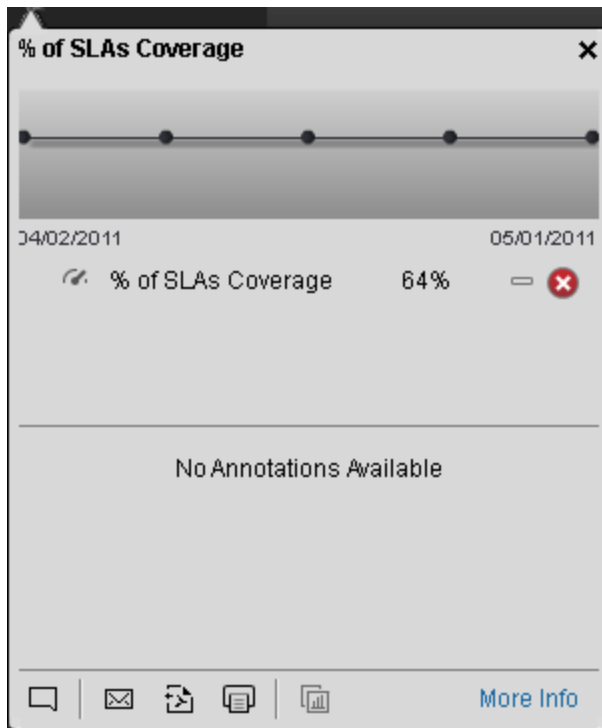 % of SLAs Coverage
04/02/2011 05/01/2011
% of SLAs Coverage 64%
No Annotations Available
More Info